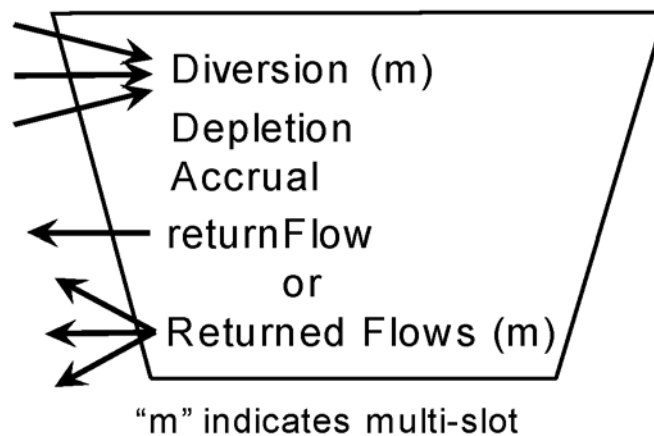 Diversion (m)
Depletion
Accrual
returnFlow
or
Returned Flows (m)
“m” indicates multi-slot